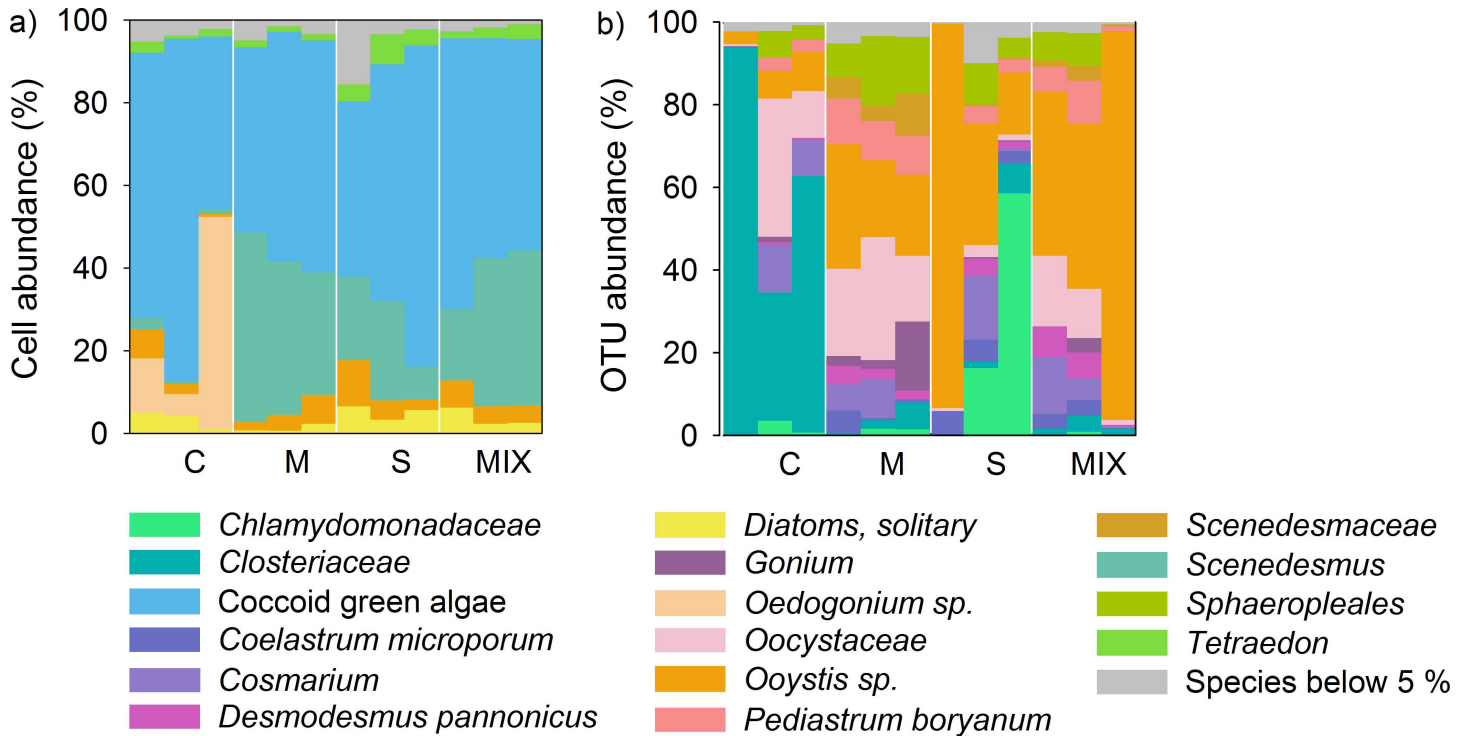 a)
Cell abundance (%)
100
80
60
40
20
0
C M S MIX
b)
OTU abundance (%)
100
80
60
40
20
0
C M S MIX
Chlamydomonadaceae
Closteriaceae
Coccoid green algae
Coelastrum microporum
Cosmarium
Desmodesmus pannonicus
Diatoms, solitary
Gonium
Oedogonium sp.
Oocystaceae
Ooystis sp.
Pediastrum boryanum
Scenedesmaceae
Scenedesmus
Sphaeropleales
Tetraedon
Species below 5 %